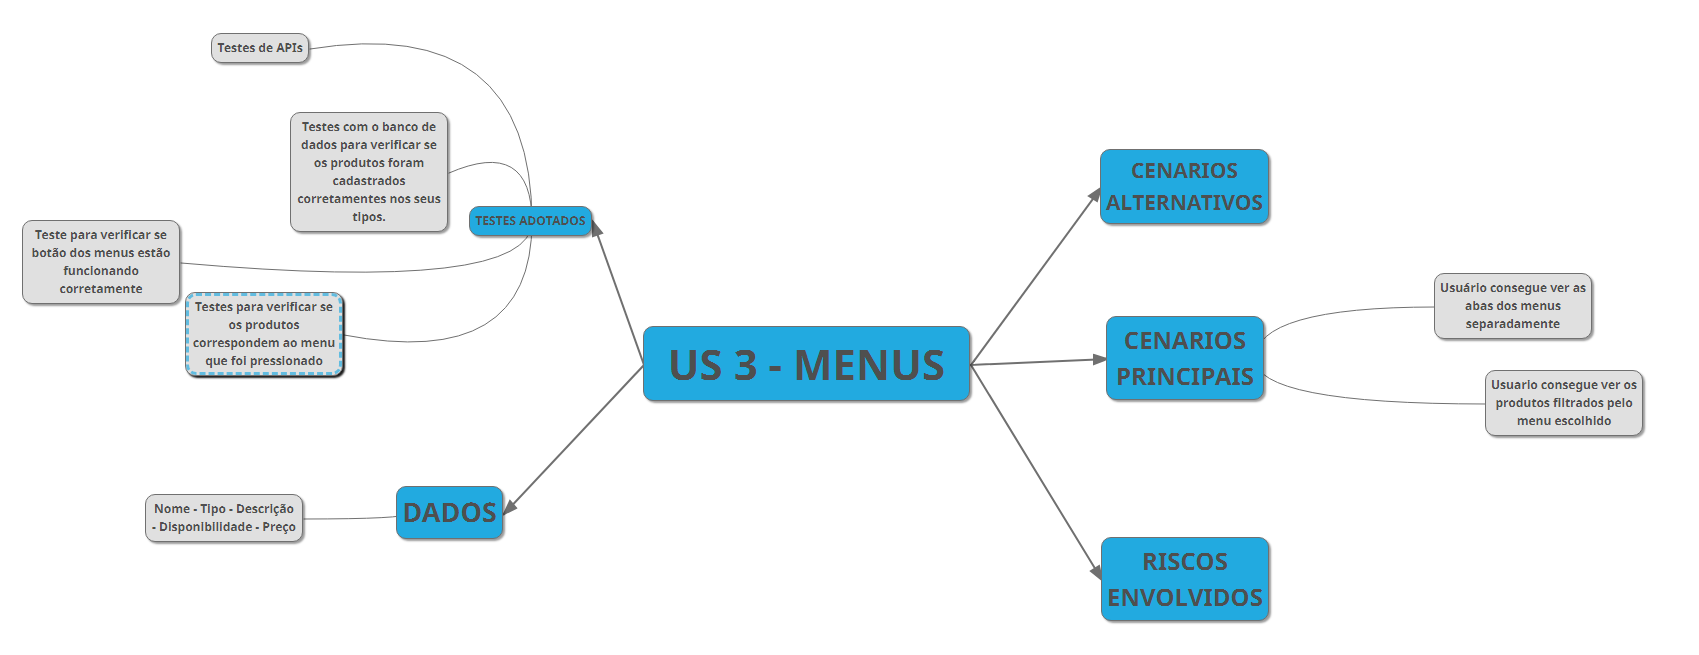 Testes de APIs
Testes com o banco de
dados para verificar se
os produtos foram
cadastrados
corretamentes nos seus
tipos.
TESTES ADOTADOS
Teste para verificar se
botão dos menus estão
funcionando
corretamente
Testes para verificar se
os produtos
correspondem ao menu
que foi pressionado
US 3 - MENUS
DADOS
Nome - Tipo - Descrição
- Disponibilidade - Preço
CENARIOS
ALTERNATIVOS
CENARIOS
PRINCIPAIS
Usuário consegue ver as
abas dos menus
separadamente
Usuario consegue ver os
produtos filtrados pelo
menu escolhido
RISCOS
ENVOLVIDOS